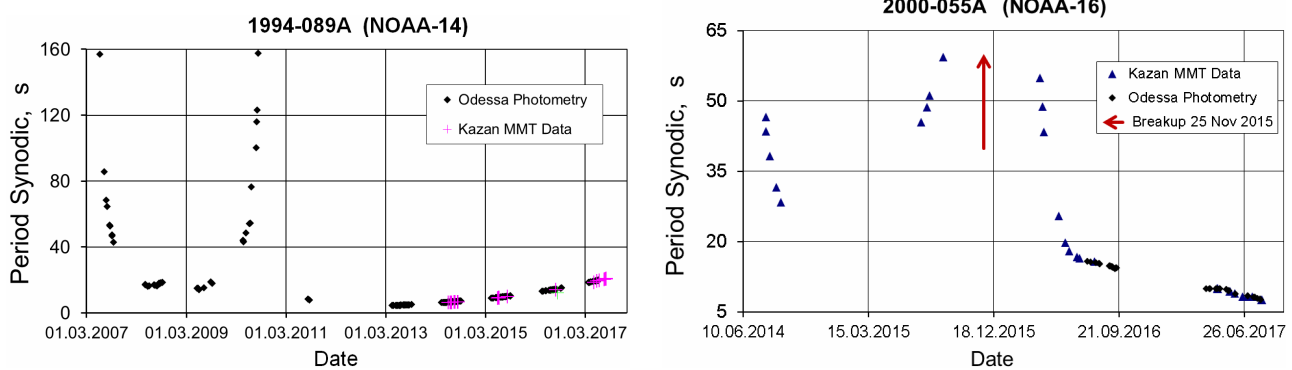 1994-089A (NOAA-14)
Period Synodic, s
160
120
80
40
0
Odessa Photometry
Kazan MMT Data
01.03.2007 01.03.2009 01.03.2011 01.03.2013 01.03.2015 01.03.2017
Date
2000-055A (NOAA-16)
Period Synodic, s
65
50
35
20
5
Kazan MMT Data
Odessa Photometry
Breakup 25 Nov 2015
10.06.2014 15.03.2015 18.12.2015 21.09.2016 26.06.2017
Date